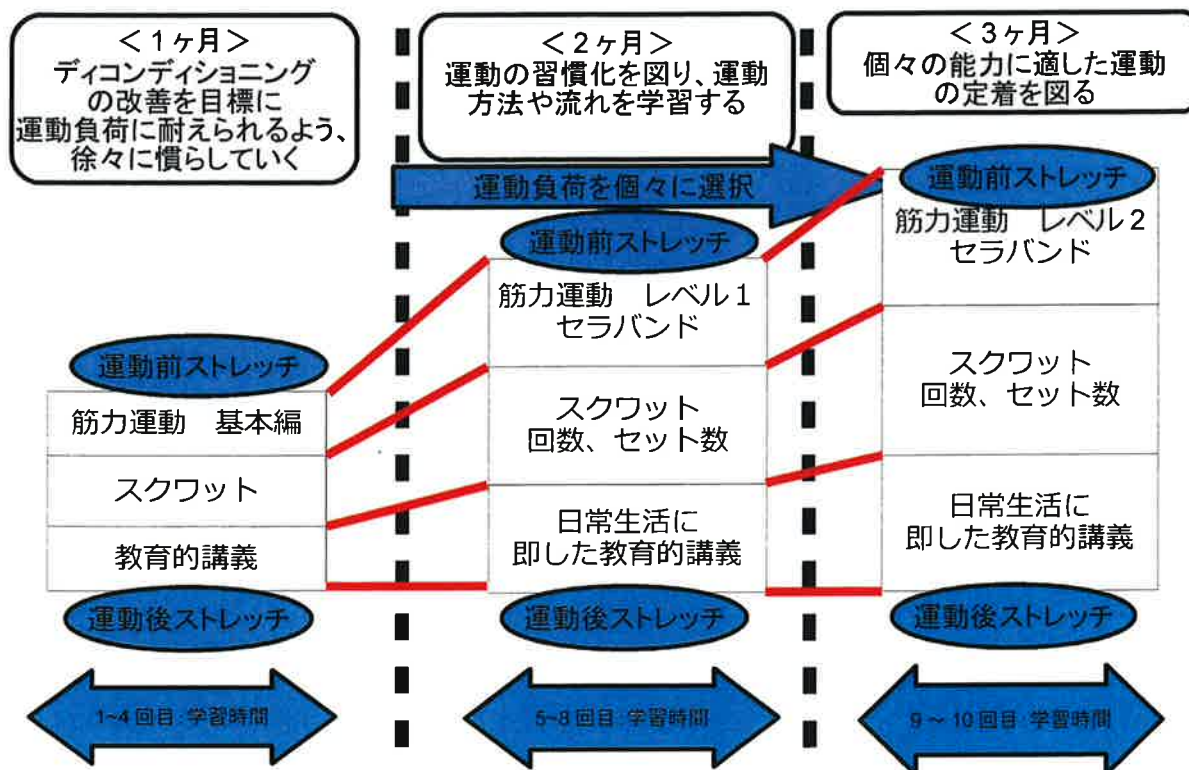 ＜１ヶ月＞
ディコンディショニング
の改善を目標に
運動負荷に耐えられるよう、
徐々に慣らしていく
＜２ヶ月＞
運動の習慣化を図り、運動
方法や流れを学習する
＜３ヶ月＞
個々の能力に適した運動
の定着を図る
運動負荷を個々に選択
運動前ストレッチ
筋力運動　基本編
スクワット
教育的講義
運動後ストレッチ
1~4 回目:学習時間
運動前ストレッチ
筋力運動　レベル１
セラバンド
スクワット
回数、セット数
日常生活に
即した教育的講義
運動後ストレッチ
5~8 回目:学習時間
運動前ストレッチ
筋力運動　レベル２
セラバンド
スクワット
回数、セット数
日常生活に
即した教育的講義
運動後ストレッチ
9 ～ 10 回目:学習時間